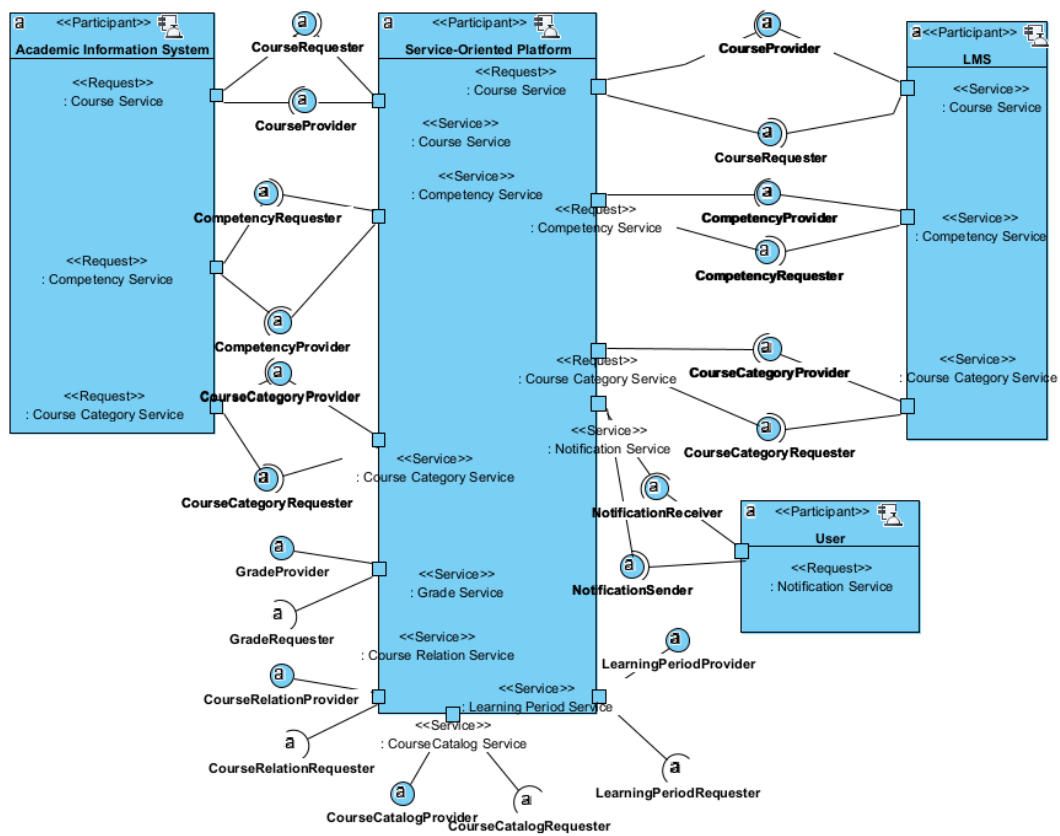 a <<Participant>>
Academic Information System
<<Request>>
: Course Service
<<Request>>
: Competency Service
<<Request>>
: Course Category Service
a
CourseRequester
a
CourseProvider
a
CompetencyRequester
a
CompetencyProvider
a
CourseCategoryProvider
a
CourseCategoryRequester
a
GradeProvider
a
GradeRequester
a
CourseRelationProvider
a
CourseRelationRequester
a <<Participant>>
Service-Oriented Platform
<<Request>>
: Course Service
<<Service>>
: Course Service
<<Service>>
: Competency Service
<<Request>>
: Competency Service
<<Request>>
: Course Category Service
<<Service>>
: Notification Service
<<Service>>
: Course Category Service
<<Service>>
: Grade Service
<<Service>>
: Course Relation Service
<<Service>>
: Learning Period Service
<<Service>>
: CourseCatalog Service
a
CourseCatalogProvider
a
CourseCatalogRequester
a
CourseProvider
a
CourseRequester
a
CompetencyProvider
a
CompetencyRequester
a
CourseCategoryProvider
a
CourseCategoryRequester
a
NotificationReceiver
a
NotificationSender
a
LearningPeriodProvider
a
LearningPeriodRequester
a <<Participant>>
LMS
<<Service>>
: Course Service
<<Service>>
: Competency Service
<<Service>>
: Course Category Service
a <<Participant>>
User
<<Request>>
: Notification Service